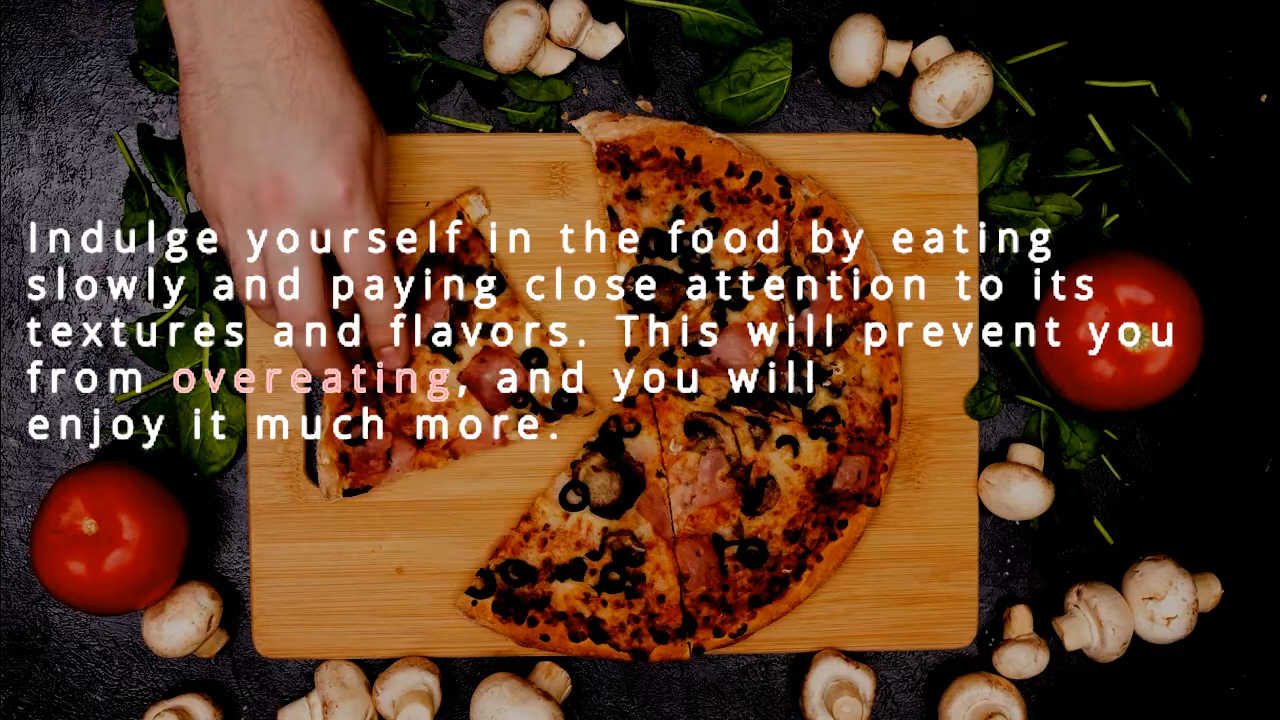 Indulge yourself in the food by eating
slowly and paying close attention to its
textures and flavors. This will prevent you
from overeating, and you will
enjoy it much more.